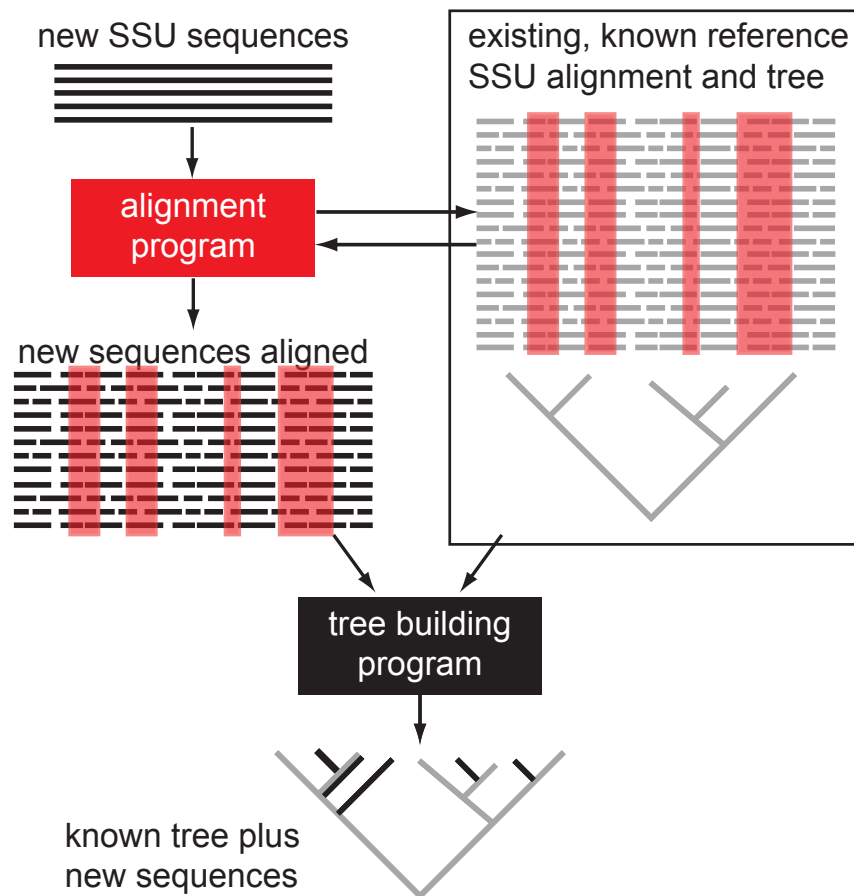 new SSU sequences
existing, known reference
SSU alignment and tree
alignment
program
new sequences aligned
tree building
program
known tree plus
new sequences